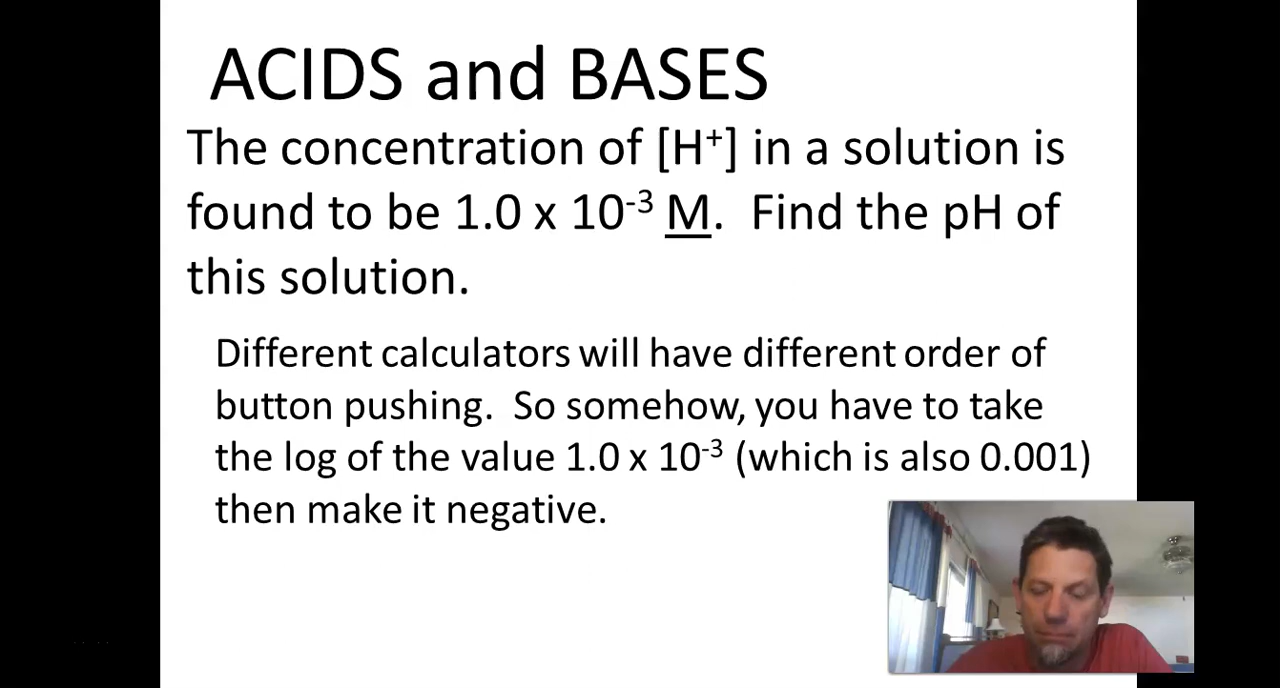 ACIDS and BASES
The concentration of [H⁺] in a solution is
found to be 1.0 x 10⁻³ M. Find the pH of
this solution.
Different calculators will have different order of
button pushing. So somehow, you have to take
the log of the value 1.0 x 10⁻³ (which is also 0.001)
then make it negative.